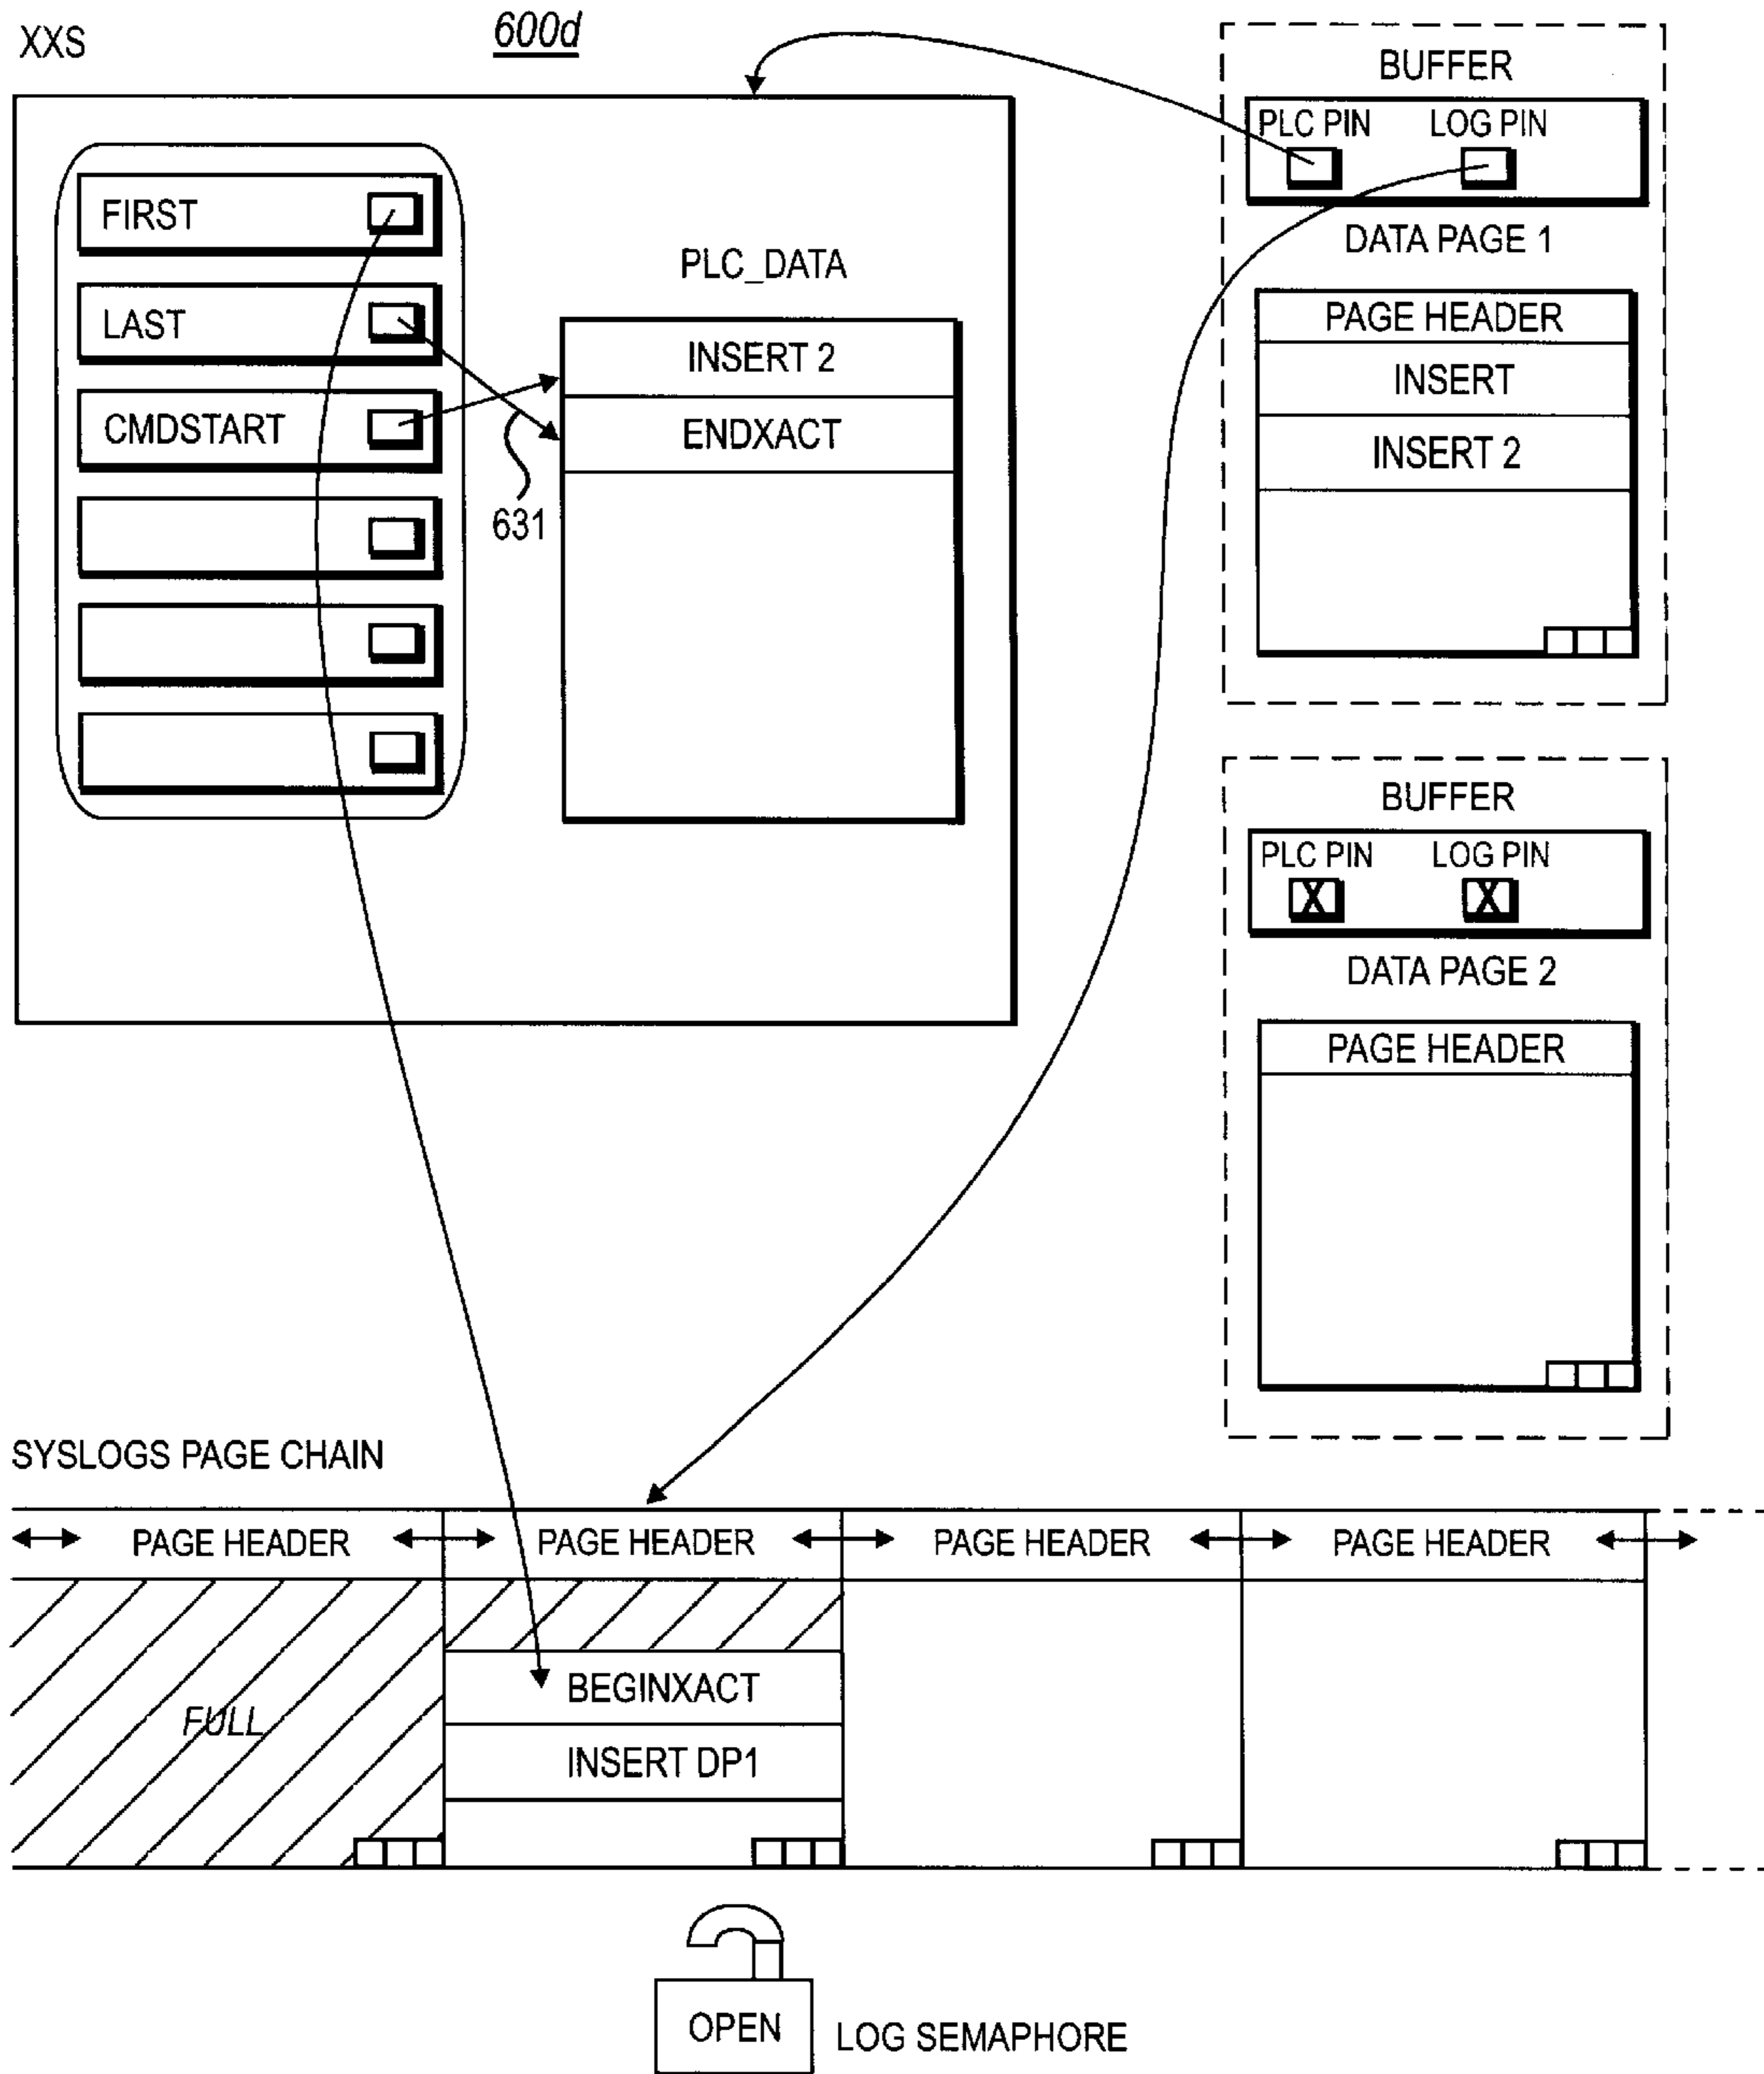 XXS
600d
FIRST
LAST
CMDSTART
631
PLC_DATA
INSERT 2
ENDXACT
BUFFER
PLC PIN LOG PIN
DATA PAGE 1
PAGE HEADER
INSERT
INSERT 2
BUFFER
PLC PIN LOG PIN
X X
DATA PAGE 2
PAGE HEADER
SYSLOGS PAGE CHAIN
PAGE HEADER PAGE HEADER PAGE HEADER PAGE HEADER
FULL
BEGINXACT
INSERT DP1
OPEN
LOG SEMAPHORE